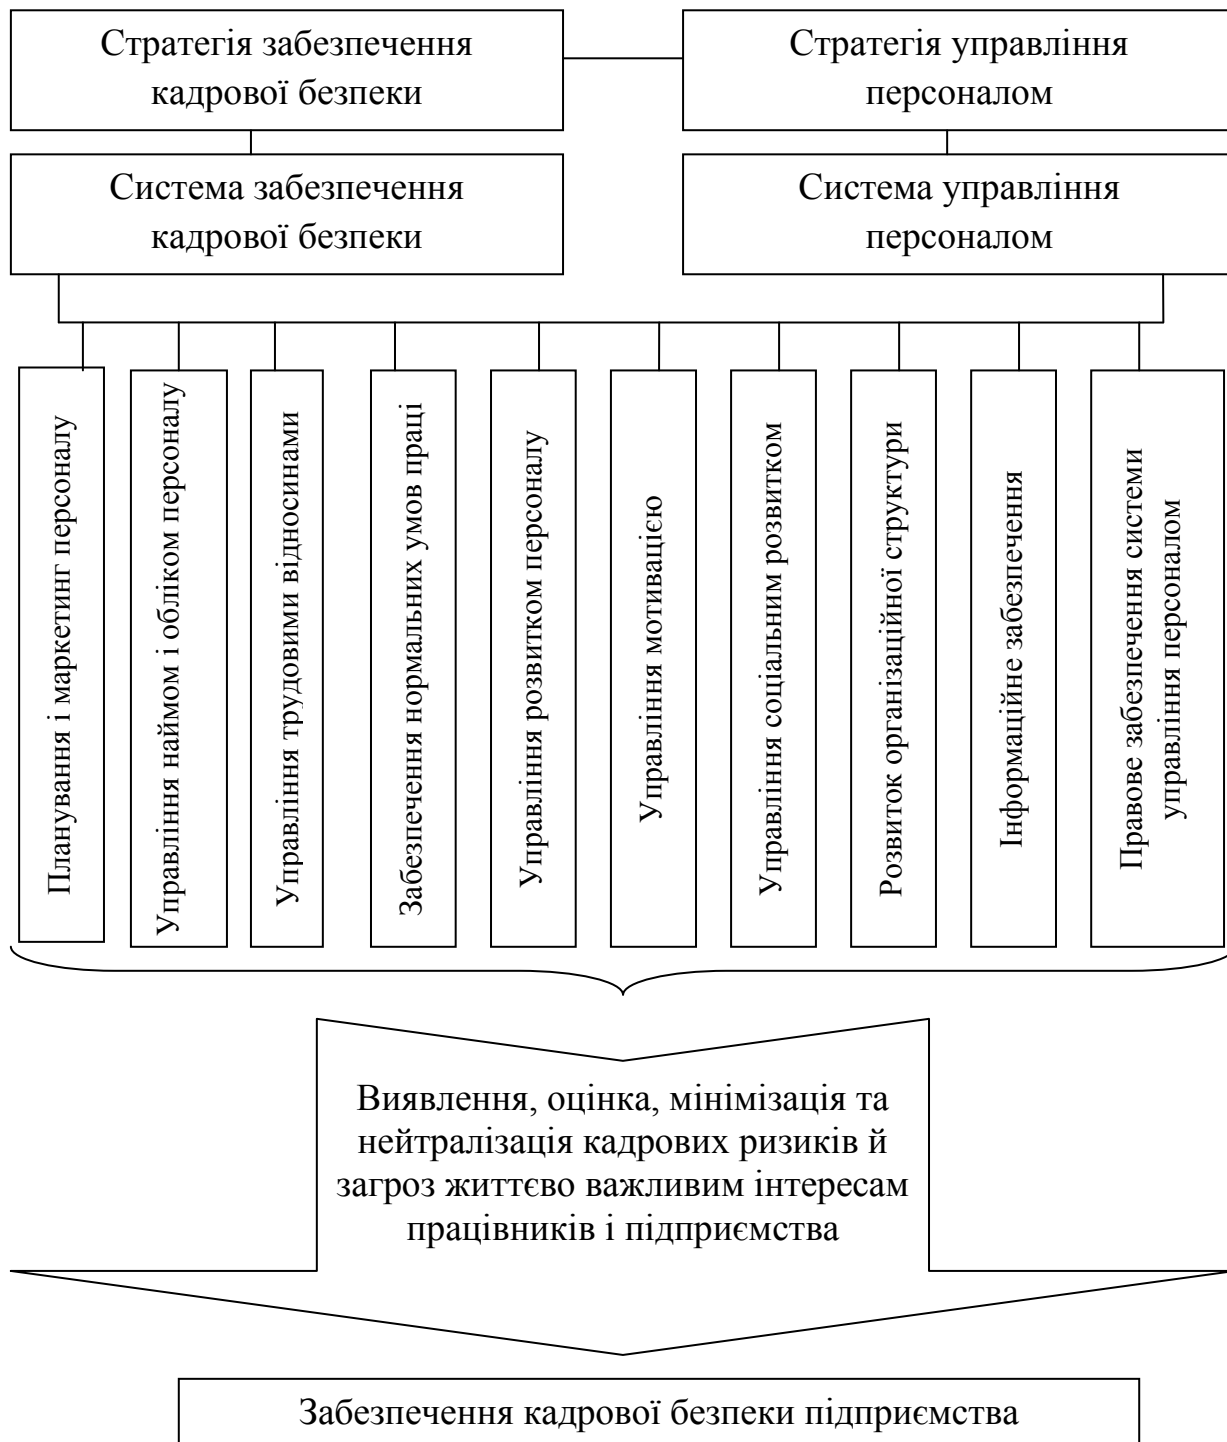 Стратегія забезпечення
кадрової безпеки
Стратегія управління
персоналом
Система забезпечення
кадрової безпеки
Система управління
персоналом
Планування і маркетинг персоналу
Управління наймом і обліком персоналу
Управління трудовими відносинами
Забезпечення нормальних умов праці
Управління розвитком персоналу
Управління мотивацією
Управління соціальним розвитком
Розвиток організаційної структури
Інформаційне забезпечення
Правове забезпечення системи
управління персоналом
Виявлення, оцінка, мінімізація та
нейтралізація кадрових ризиків й
загроз життєво важливим інтересам
працівників і підприємства
Забезпечення кадрової безпеки підприємства